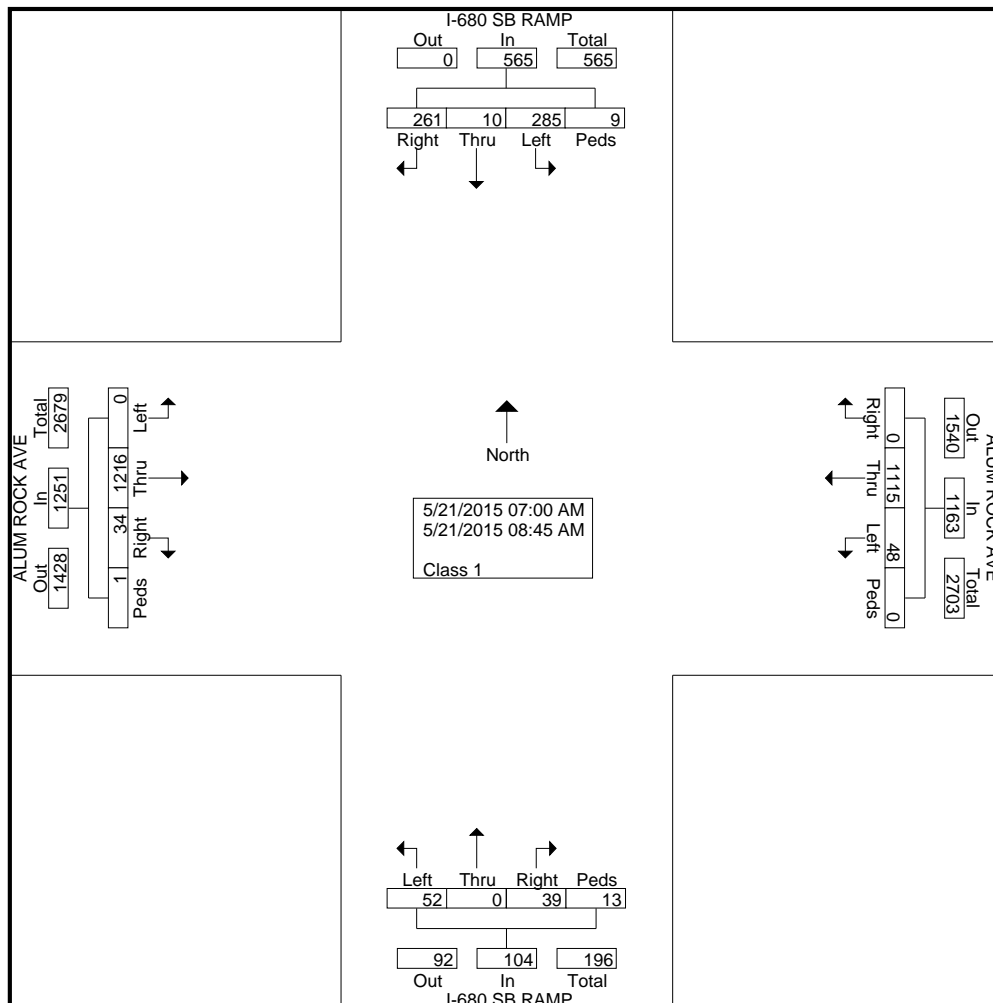 I-680 SB RAMP
Out In Total
0 565 565
261 10 285 9
Right Thru Left Peds
ALUM ROCK AVE
Total In Out
2679 1251 1428
0 1216 34 1
Left Thru Right Peds
North
5/21/2015 07:00 AM
5/21/2015 08:45 AM
Class 1
Right Thru Left Peds
0 1115 48 0
1540 1163 2703
Out In Total
ALUM ROCK AVE
Left Thru Right Peds
52 0 39 13
92 104 196
Out In Total
I-680 SB RAMP